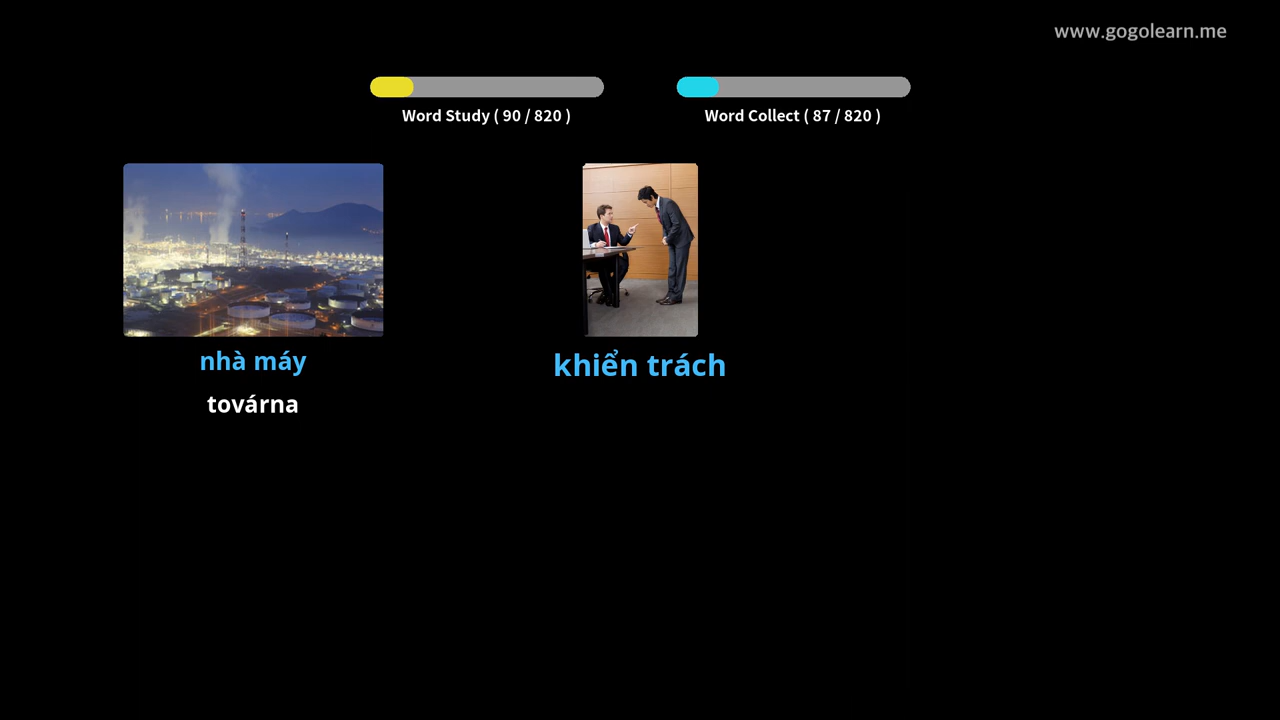 www.gogolearn.me
Word Study ( 90 / 820 )
Word Collect ( 87 / 820 )
nhà máy
továrna
khiển trách